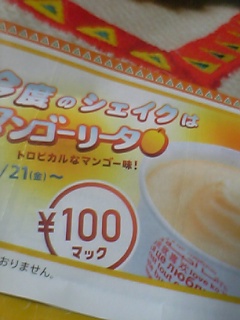 今度のシェイクは
マンゴーリータ
トロピカルなマンゴー味!
/21(金)～
¥100
マック
おりません。